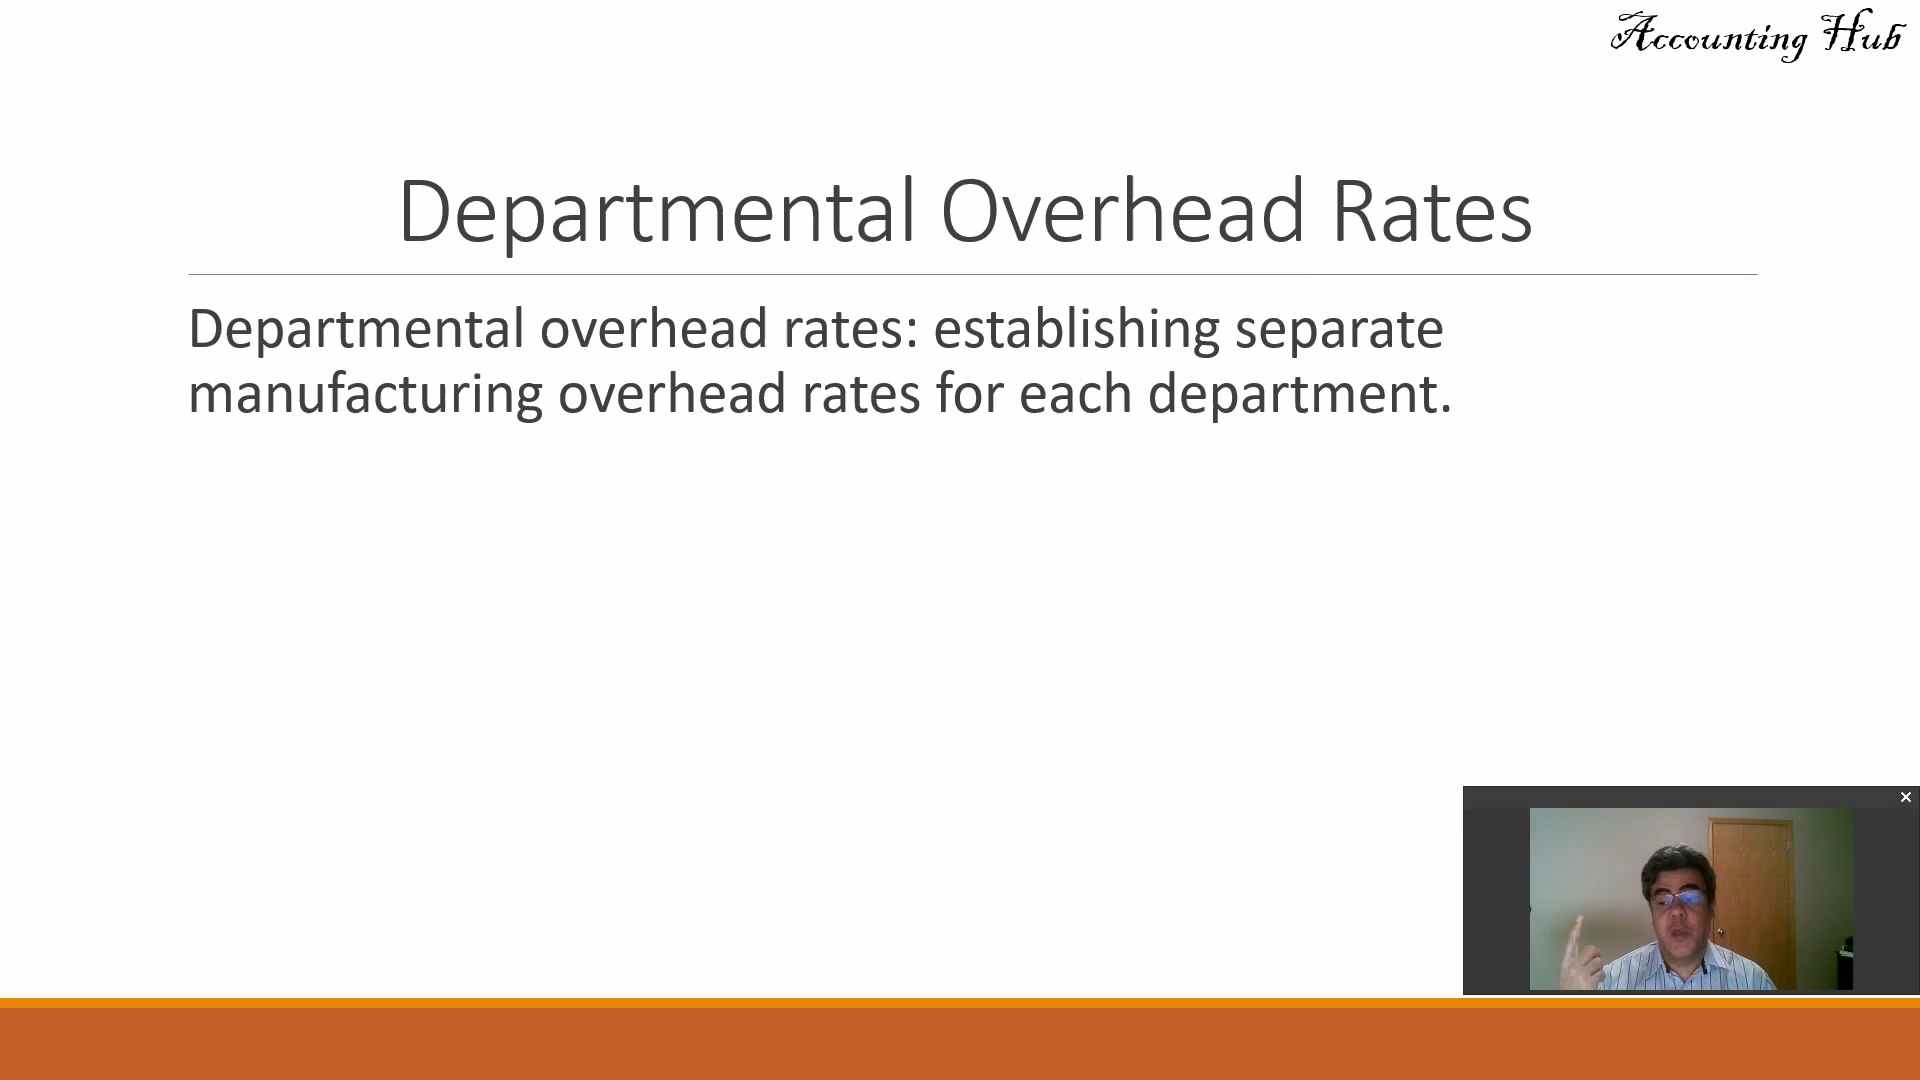 Accounting Hub
Departmental Overhead Rates
Departmental overhead rates: establishing separate
manufacturing overhead rates for each department.